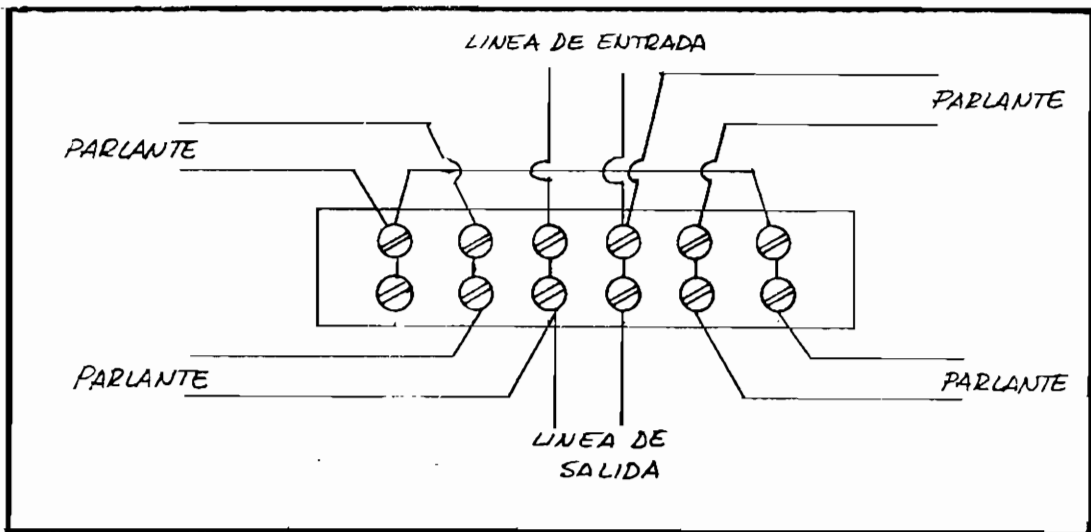 LINEA DE ENTRADA
PARLANTE
PARLANTE
PARLANTE
PARLANTE
LINEA DE
SALIDA